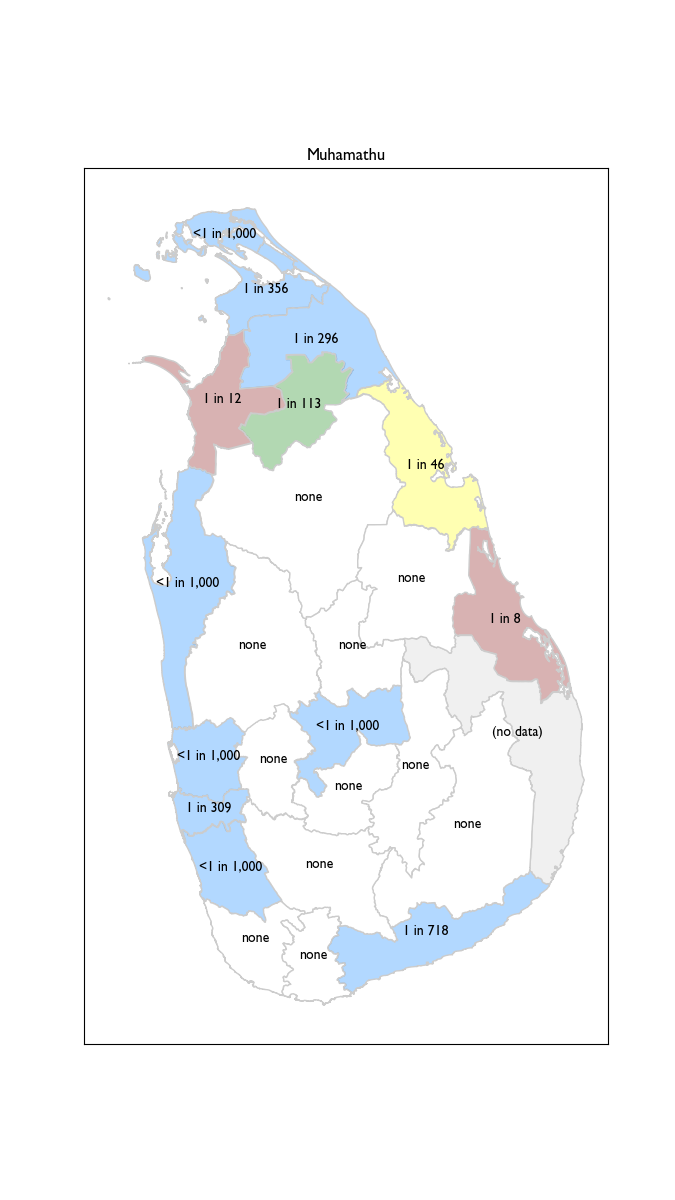 Muhamathu
<1 in 1,000
1 in 356
1 in 296
1 in 12
1 in 113
1 in 46
none
<1 in 1,000
none
1 in 8
none
none
<1 in 1,000
(no data)
<1 in 1,000
none
none
none
1 in 309
none
none
<1 in 1,000
1 in 718
none
none